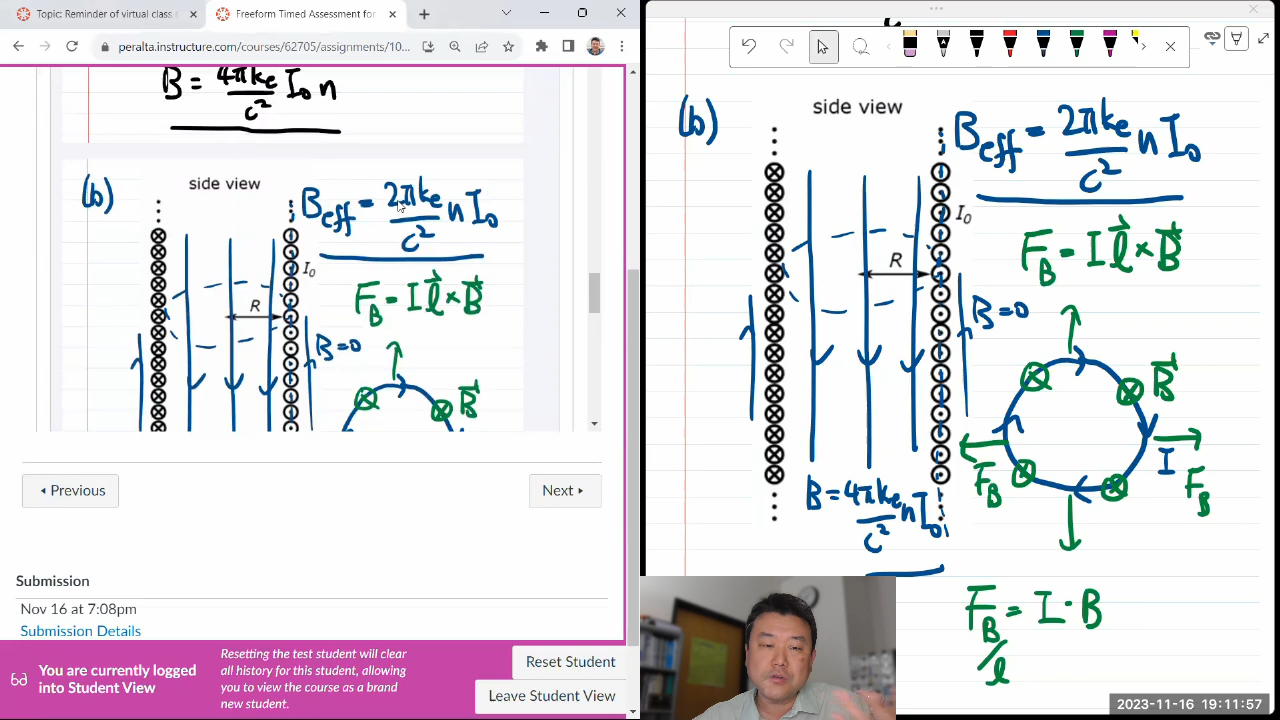 Topic: Reminder of virtual class
Freeform Timed Assessment for
peralta.instructure.com/courses/62705/assignments/10...
B = 4πke/c² I₀ n
(b)
side view
B_eff = 2πke/c² n I₀
I₀
F_B = I l⃗ × B⃗
R
B=0
B⃗
Previous
Next
Submission
Nov 16 at 7:08pm
Submission Details
You are currently logged into Student View
Resetting the test student will clear
all history for this student, allowing
you to view the course as a brand
new student.
Reset Student
Leave Student View
(b)
side view
B_eff = 2πke/c² n I₀
I₀
F_B = I l⃗ × B⃗
R
B=0
B⃗
I
F_B
F_B
B = 4πke/c² n I₀
F_B/l = I · B
2023-11-16 19:11:57